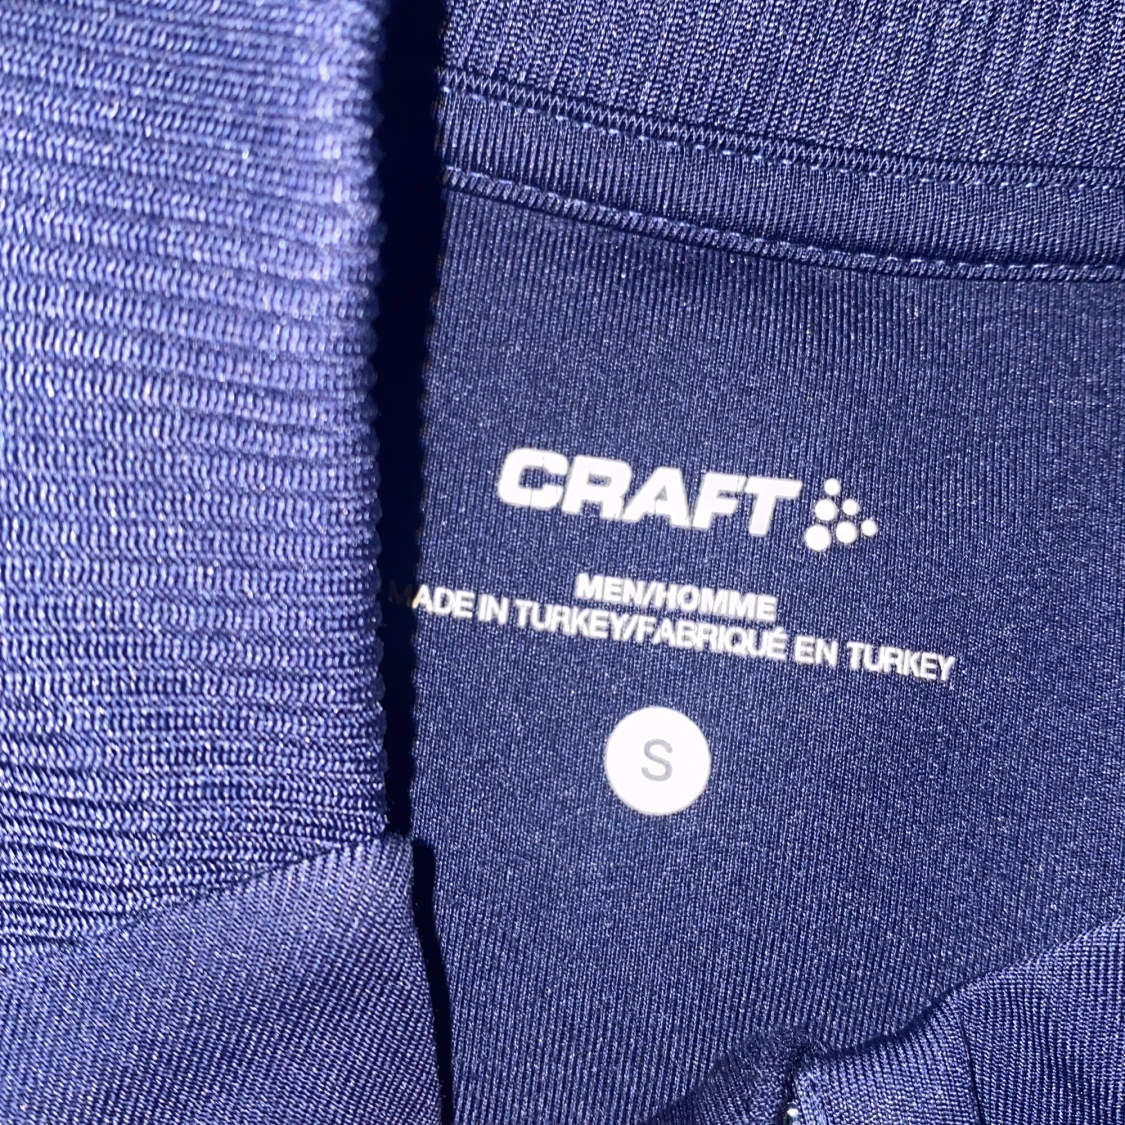 CRAFT
MEN/HOMME
MADE IN TURKEY/FABRIQUÉ EN TURKEY
S